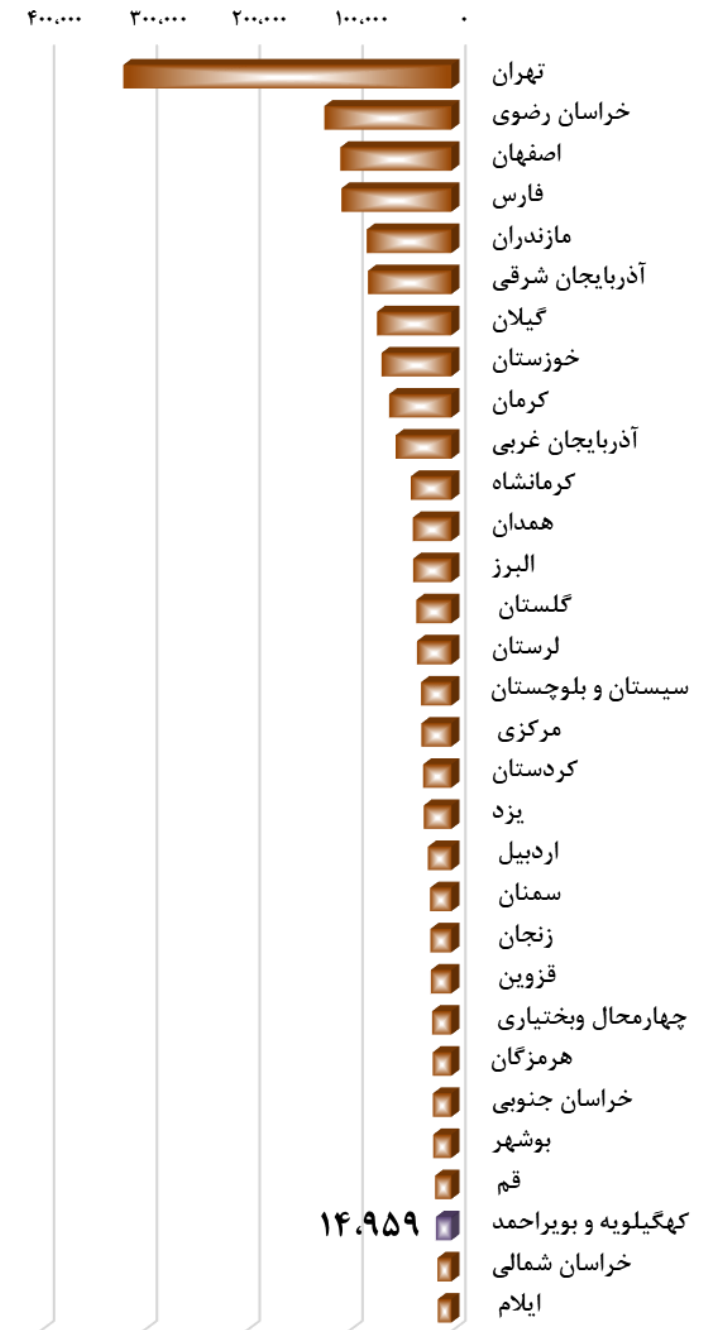 ۰ ۱۰۰،۰۰۰ ۲۰۰،۰۰۰ ۳۰۰،۰۰۰ ۴۰۰،۰۰۰
تهران
خراسان رضوی
اصفهان
فارس
مازندران
آذربایجان شرقی
گیلان
خوزستان
کرمان
آذربایجان غربی
کرمانشاه
همدان
البرز
گلستان
لرستان
سیستان و بلوچستان
مرکزی
کردستان
یزد
اردبیل
سمنان
زنجان
قزوین
چهارمحال وبختیاری
هرمزگان
خراسان جنوبی
بوشهر
قم
کهگیلویه و بویراحمد ۱۴،۹۵۹
خراسان شمالی
ایلام